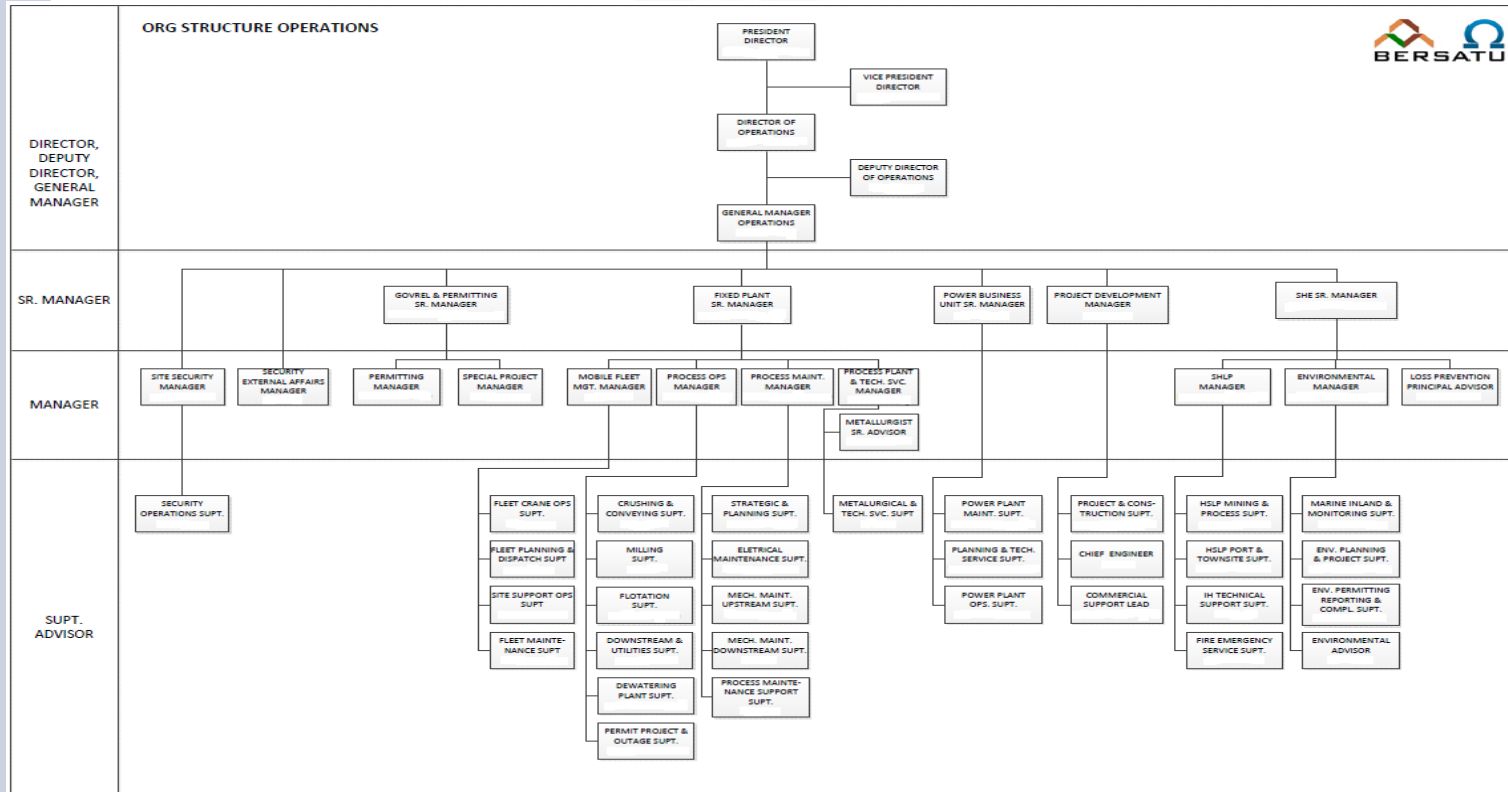 ORG STRUCTURE OPERATIONS
BERSATU
PRESIDENT
DIRECTOR
VICE PRESIDENT
DIRECTOR
DIRECTOR OF
OPERATIONS
DEPUTY DIRECTOR
OF OPERATIONS
GENERAL MANAGER
OPERATIONS
DIRECTOR,
DEPUTY
DIRECTOR,
GENERAL
MANAGER
SR. MANAGER
GOVREL & PERMITTING
SR. MANAGER
FIXED PLANT
SR. MANAGER
POWER BUSINESS
UNIT SR. MANAGER
PROJECT DEVELOPMENT
MANAGER
SHE SR. MANAGER
MANAGER
SITE SECURITY
MANAGER
SECURITY
EXTERNAL AFFAIRS
MANAGER
PERMITTING
MANAGER
SPECIAL PROJECT
MANAGER
MOBILE FLEET
MGT. MANAGER
PROCESS OPS
MANAGER
PROCESS MAINT.
MANAGER
PROCESS PLANT
& TECH. SVC.
MANAGER
METALLURGIST
SR. ADVISOR
SHLP
MANAGER
ENVIRONMENTAL
MANAGER
LOSS PREVENTION
PRINCIPAL ADVISOR
SUPT.
ADVISOR
SECURITY
OPERATIONS SUPT.
FLEET CRANE OPS
SUPT.
FLEET PLANNING &
DISPATCH SUPT
SITE SUPPORT OPS
SUPT
FLEET MAINTE-
NANCE SUPT
CRUSHING &
CONVEYING SUPT.
MILLING
SUPT.
FLOTATION
SUPT.
DOWNSTREAM &
UTILITIES SUPT.
DEWATERING
PLANT SUPT.
PERMIT PROJECT &
OUTAGE SUPT.
STRATEGIC &
PLANNING SUPT.
ELETRICAL
MAINTENANCE SUPT.
MECH. MAINT.
UPSTREAM SUPT.
MECH. MAINT.
DOWNSTREAM SUPT.
PROCESS MAINTE-
NANCE SUPPORT
SUPT.
METALURGICAL &
TECH. SVC. SUPT
POWER PLANT
MAINT. SUPT.
PLANNING & TECH.
SERVICE SUPT.
POWER PLANT
OPS. SUPT.
PROJECT & CONS-
TRUCTION SUPT.
CHIEF ENGINEER
COMMERCIAL
SUPPORT LEAD
HSLP MINING &
PROCESS SUPT.
HSLP PORT &
TOWNSITE SUPT.
IH TECHNICAL
SUPPORT SUPT.
FIRE EMERGENCY
SERVICE SUPT.
MARINE INLAND &
MONITORING SUPT.
ENV. PLANNING
& PROJECT SUPT.
ENV. PERMITTING
REPORTING &
COMPL. SUPT.
ENVIRONMENTAL
ADVISOR